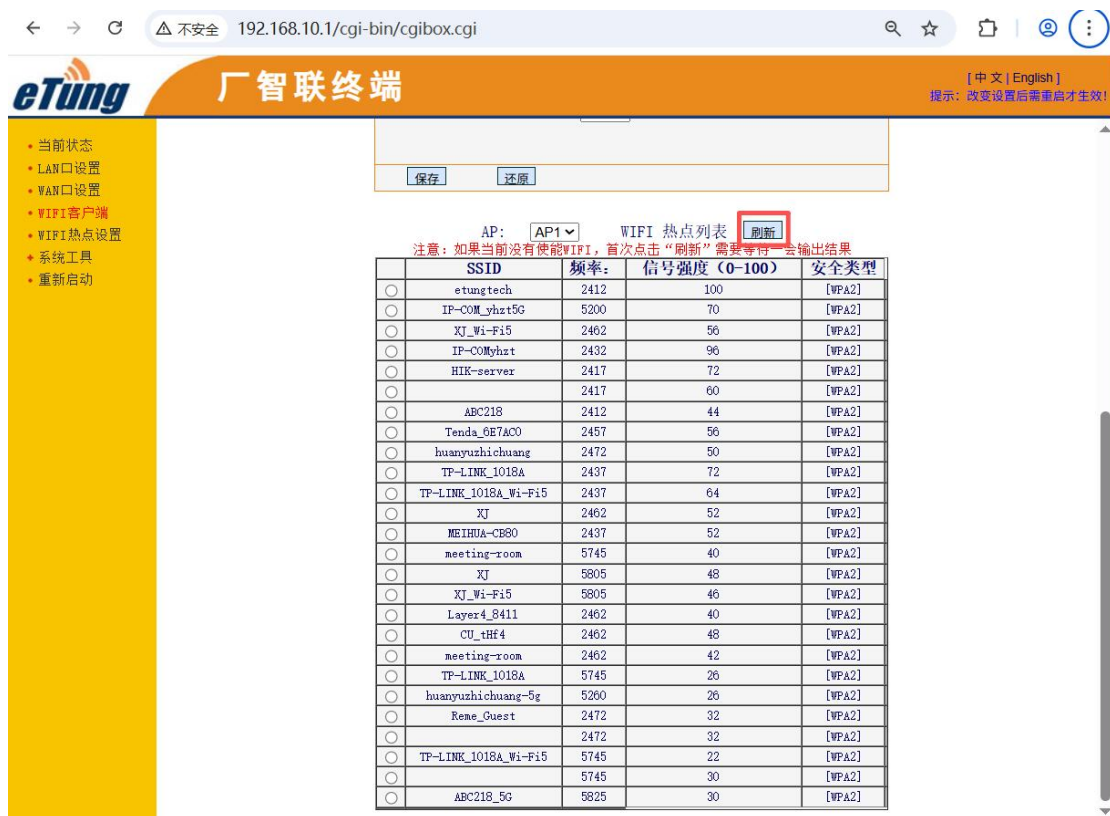 不安全 192.168.10.1/cgi-bin/cgibox.cgi
eTung
厂智联终端
[ 中 文 | English ]
提示: 改变设置后需重启才生效!
当前状态
LAN口设置
WAN口设置
WIFI客户端
WIFI热点设置
系统工具
重新启动
保存 还原
AP: AP1 WIFI 热点列表 刷新
注意: 如果当前没有使能WIFI, 首次点击“刷新”需要等待一会输出结果
SSID 频率: 信号强度 (0-100) 安全类型
etungtech 2412 100 [WPA2]
IP-COM_yhzt5G 5200 70 [WPA2]
XJ_Wi-Fi5 2462 56 [WPA2]
IP-COMyhzt 2432 96 [WPA2]
HIK-server 2417 72 [WPA2]
2417 60 [WPA2]
ABC218 2412 44 [WPA2]
Tenda_6E7AC0 2457 56 [WPA2]
huanyuzhichuang 2472 50 [WPA2]
TP-LINK_1018A 2437 72 [WPA2]
TP-LINK_1018A_Wi-Fi5 2437 64 [WPA2]
XJ 2462 52 [WPA2]
MEIHUA-CB80 2437 52 [WPA2]
meeting-room 5745 40 [WPA2]
XJ 5805 48 [WPA2]
XJ_Wi-Fi5 5805 46 [WPA2]
Layer4_8411 2462 40 [WPA2]
CU_tHf4 2462 48 [WPA2]
meeting-room 2462 42 [WPA2]
TP-LINK_1018A 5745 26 [WPA2]
huanyuzhichuang-5g 5260 26 [WPA2]
Reme_Guest 2472 32 [WPA2]
2472 32 [WPA2]
TP-LINK_1018A_Wi-Fi5 5745 22 [WPA2]
5745 30 [WPA2]
ABC218_5G 5825 30 [WPA2]